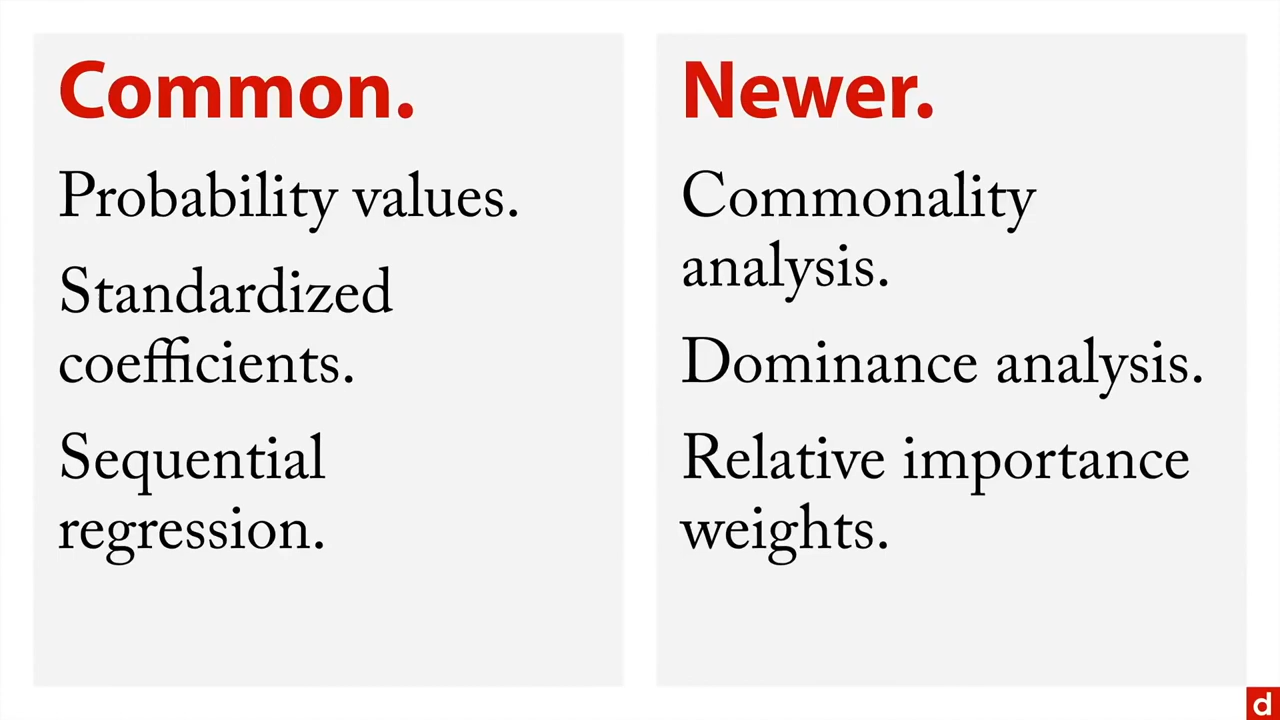 Common.
Probability values.
Standardized
coefficients.
Sequential
regression.
Newer.
Commonality
analysis.
Dominance analysis.
Relative importance
weights.
d